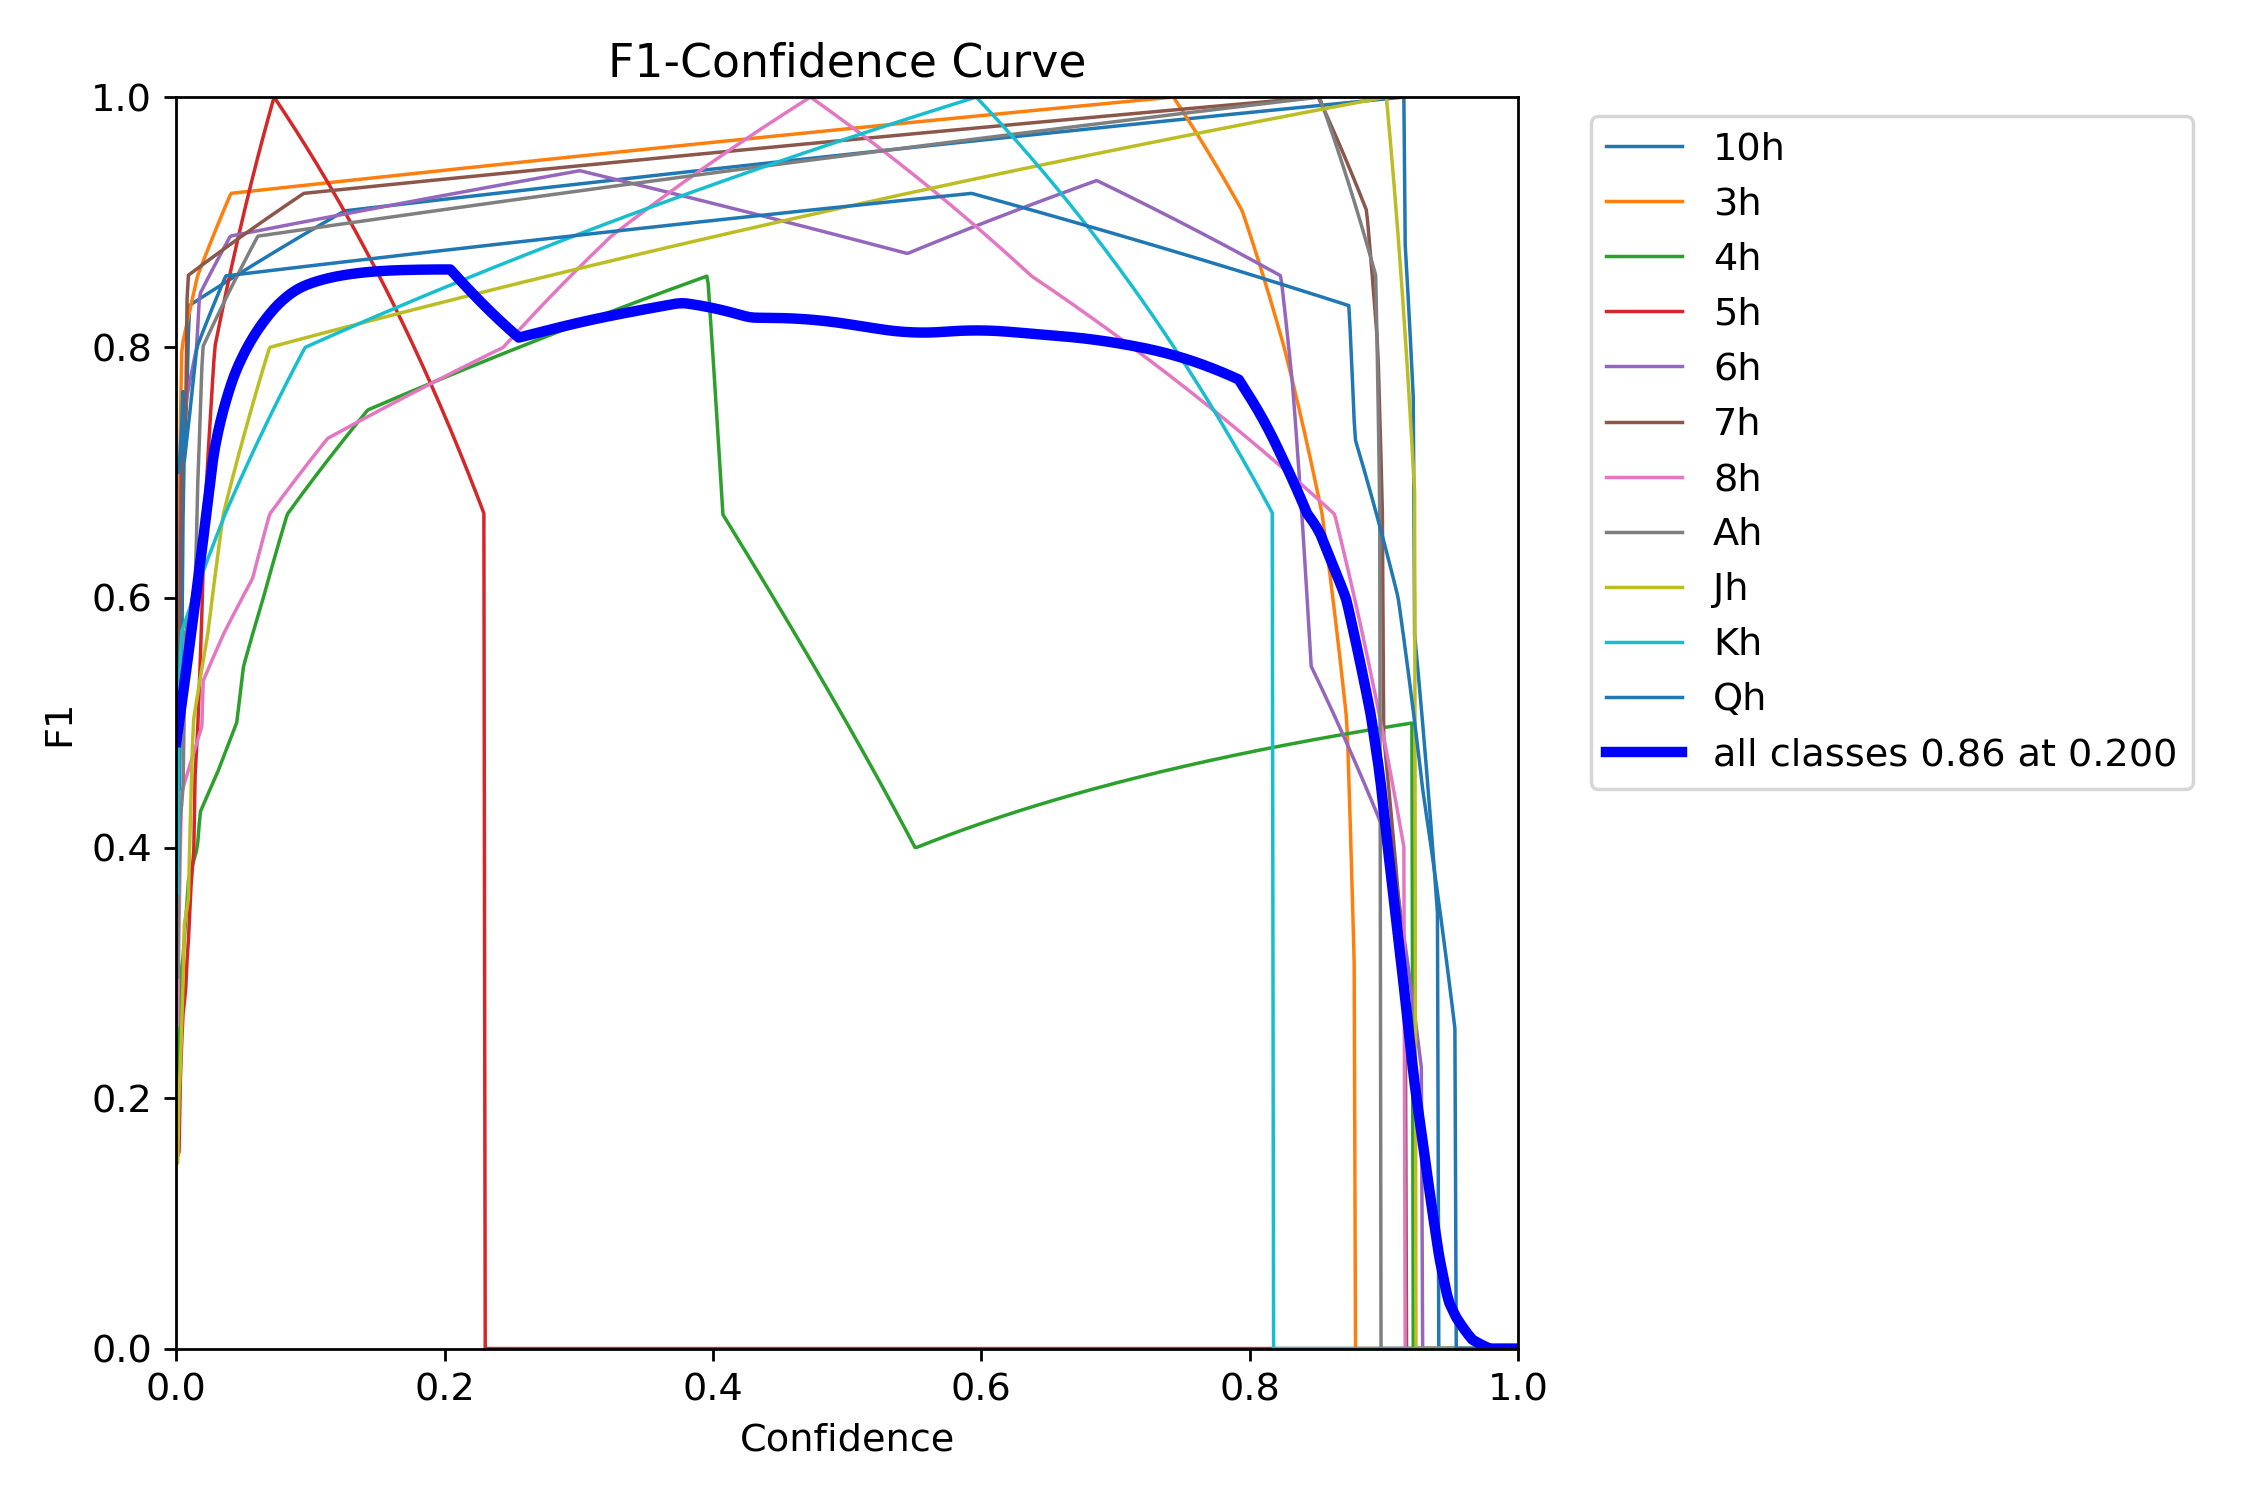 F1-Confidence Curve
1.0
0.8
0.6
0.4
0.2
0.0
F1
0.0 0.2 0.4 0.6 0.8 1.0
Confidence
10h
3h
4h
5h
6h
7h
8h
Ah
Jh
Kh
Qh
all classes 0.86 at 0.200